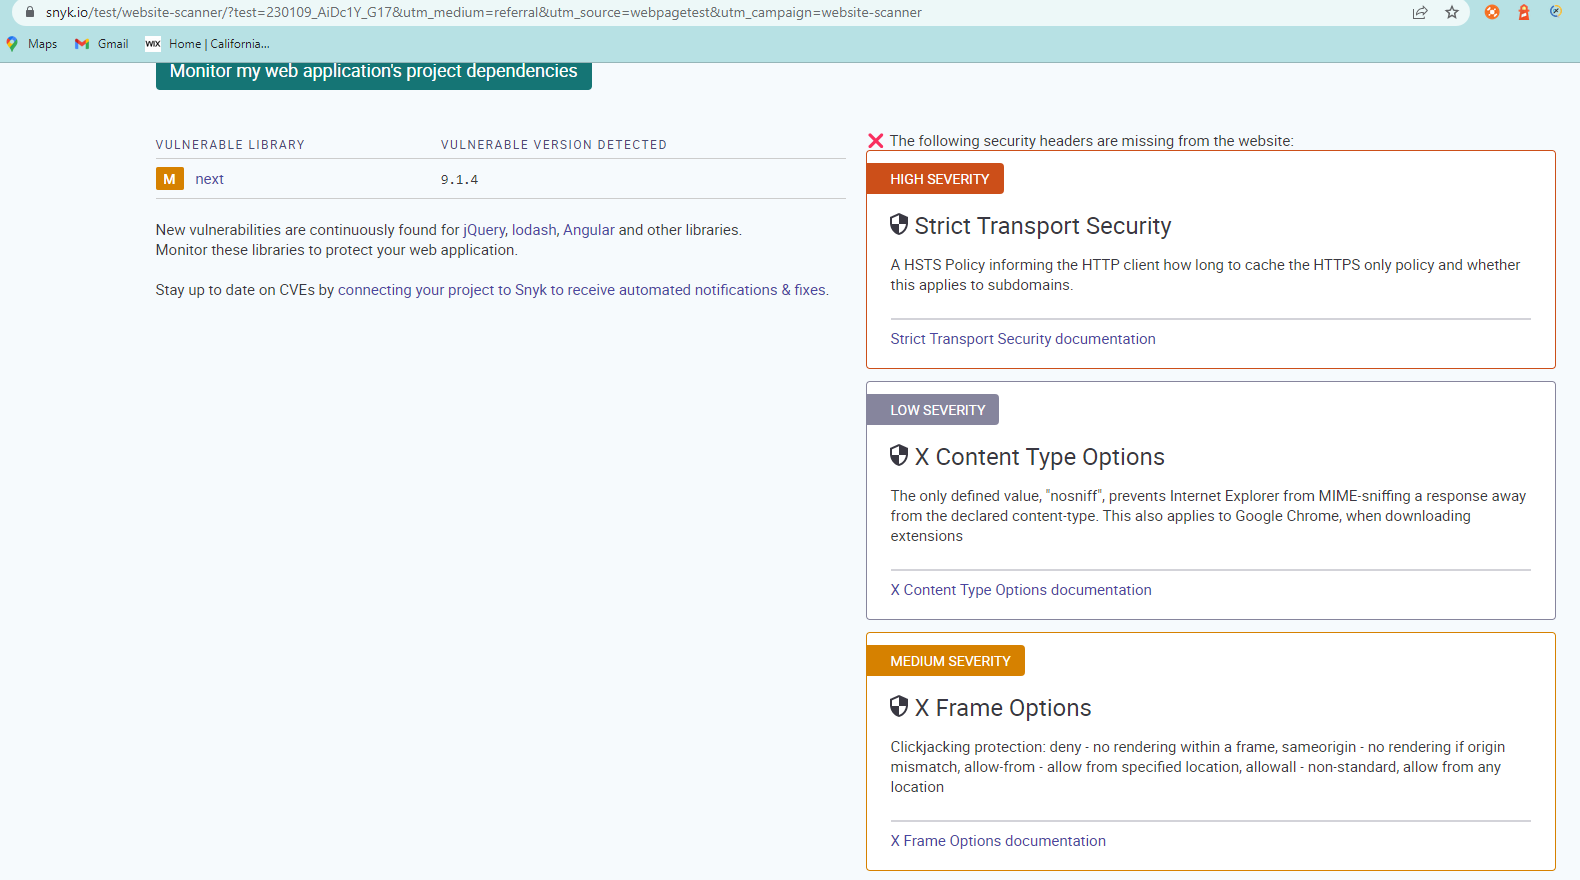 snyk.io/test/website-scanner/?test=230109_AiDc1Y_G17&utm_medium=referral&utm_source=webpagetest&utm_campaign=website-scanner
Maps Gmail WIX Home | California...
Monitor my web application's project dependencies
VULNERABLE LIBRARY VULNERABLE VERSION DETECTED
M next 9.1.4
New vulnerabilities are continuously found for jQuery, lodash, Angular and other libraries.
Monitor these libraries to protect your web application.
Stay up to date on CVEs by connecting your project to Snyk to receive automated notifications & fixes.
The following security headers are missing from the website:
HIGH SEVERITY
Strict Transport Security
A HSTS Policy informing the HTTP client how long to cache the HTTPS only policy and whether
this applies to subdomains.
Strict Transport Security documentation
LOW SEVERITY
X Content Type Options
The only defined value, "nosniff", prevents Internet Explorer from MIME-sniffing a response away
from the declared content-type. This also applies to Google Chrome, when downloading
extensions
X Content Type Options documentation
MEDIUM SEVERITY
X Frame Options
Clickjacking protection: deny - no rendering within a frame, sameorigin - no rendering if origin
mismatch, allow-from - allow from specified location, allowall - non-standard, allow from any
location
X Frame Options documentation